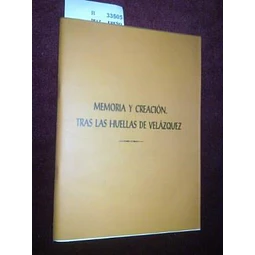 MEMORIA Y CREACIÓN.
TRAS LAS HUELLAS DE VELÁZQUEZ